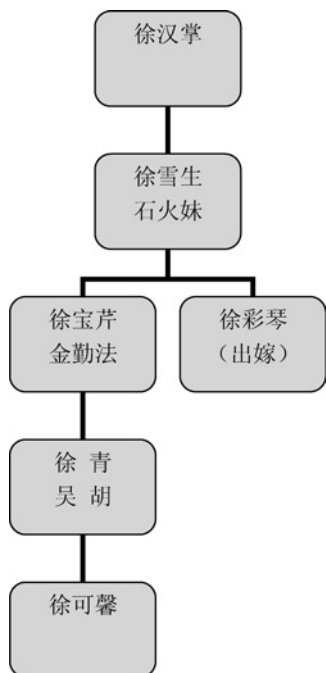 徐汉掌
徐雪生
石火妹
徐宝芹
金勤法
徐彩琴
（出嫁）
徐 青
吴 胡
徐可馨